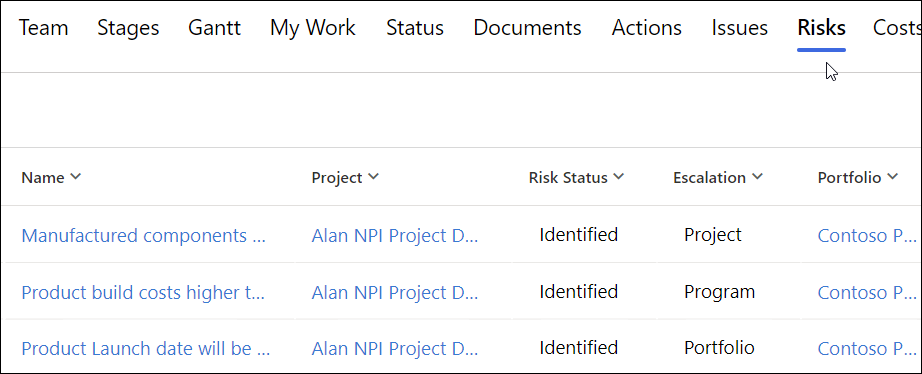 Team Stages Gantt My Work Status Documents Actions Issues Risks Costs
Name Project Risk Status Escalation Portfolio
Manufactured components ... Alan NPI Project D... Identified Project Contoso P...
Product build costs higher t... Alan NPI Project D... Identified Program Contoso P...
Product Launch date will be ... Alan NPI Project D... Identified Portfolio Contoso P...